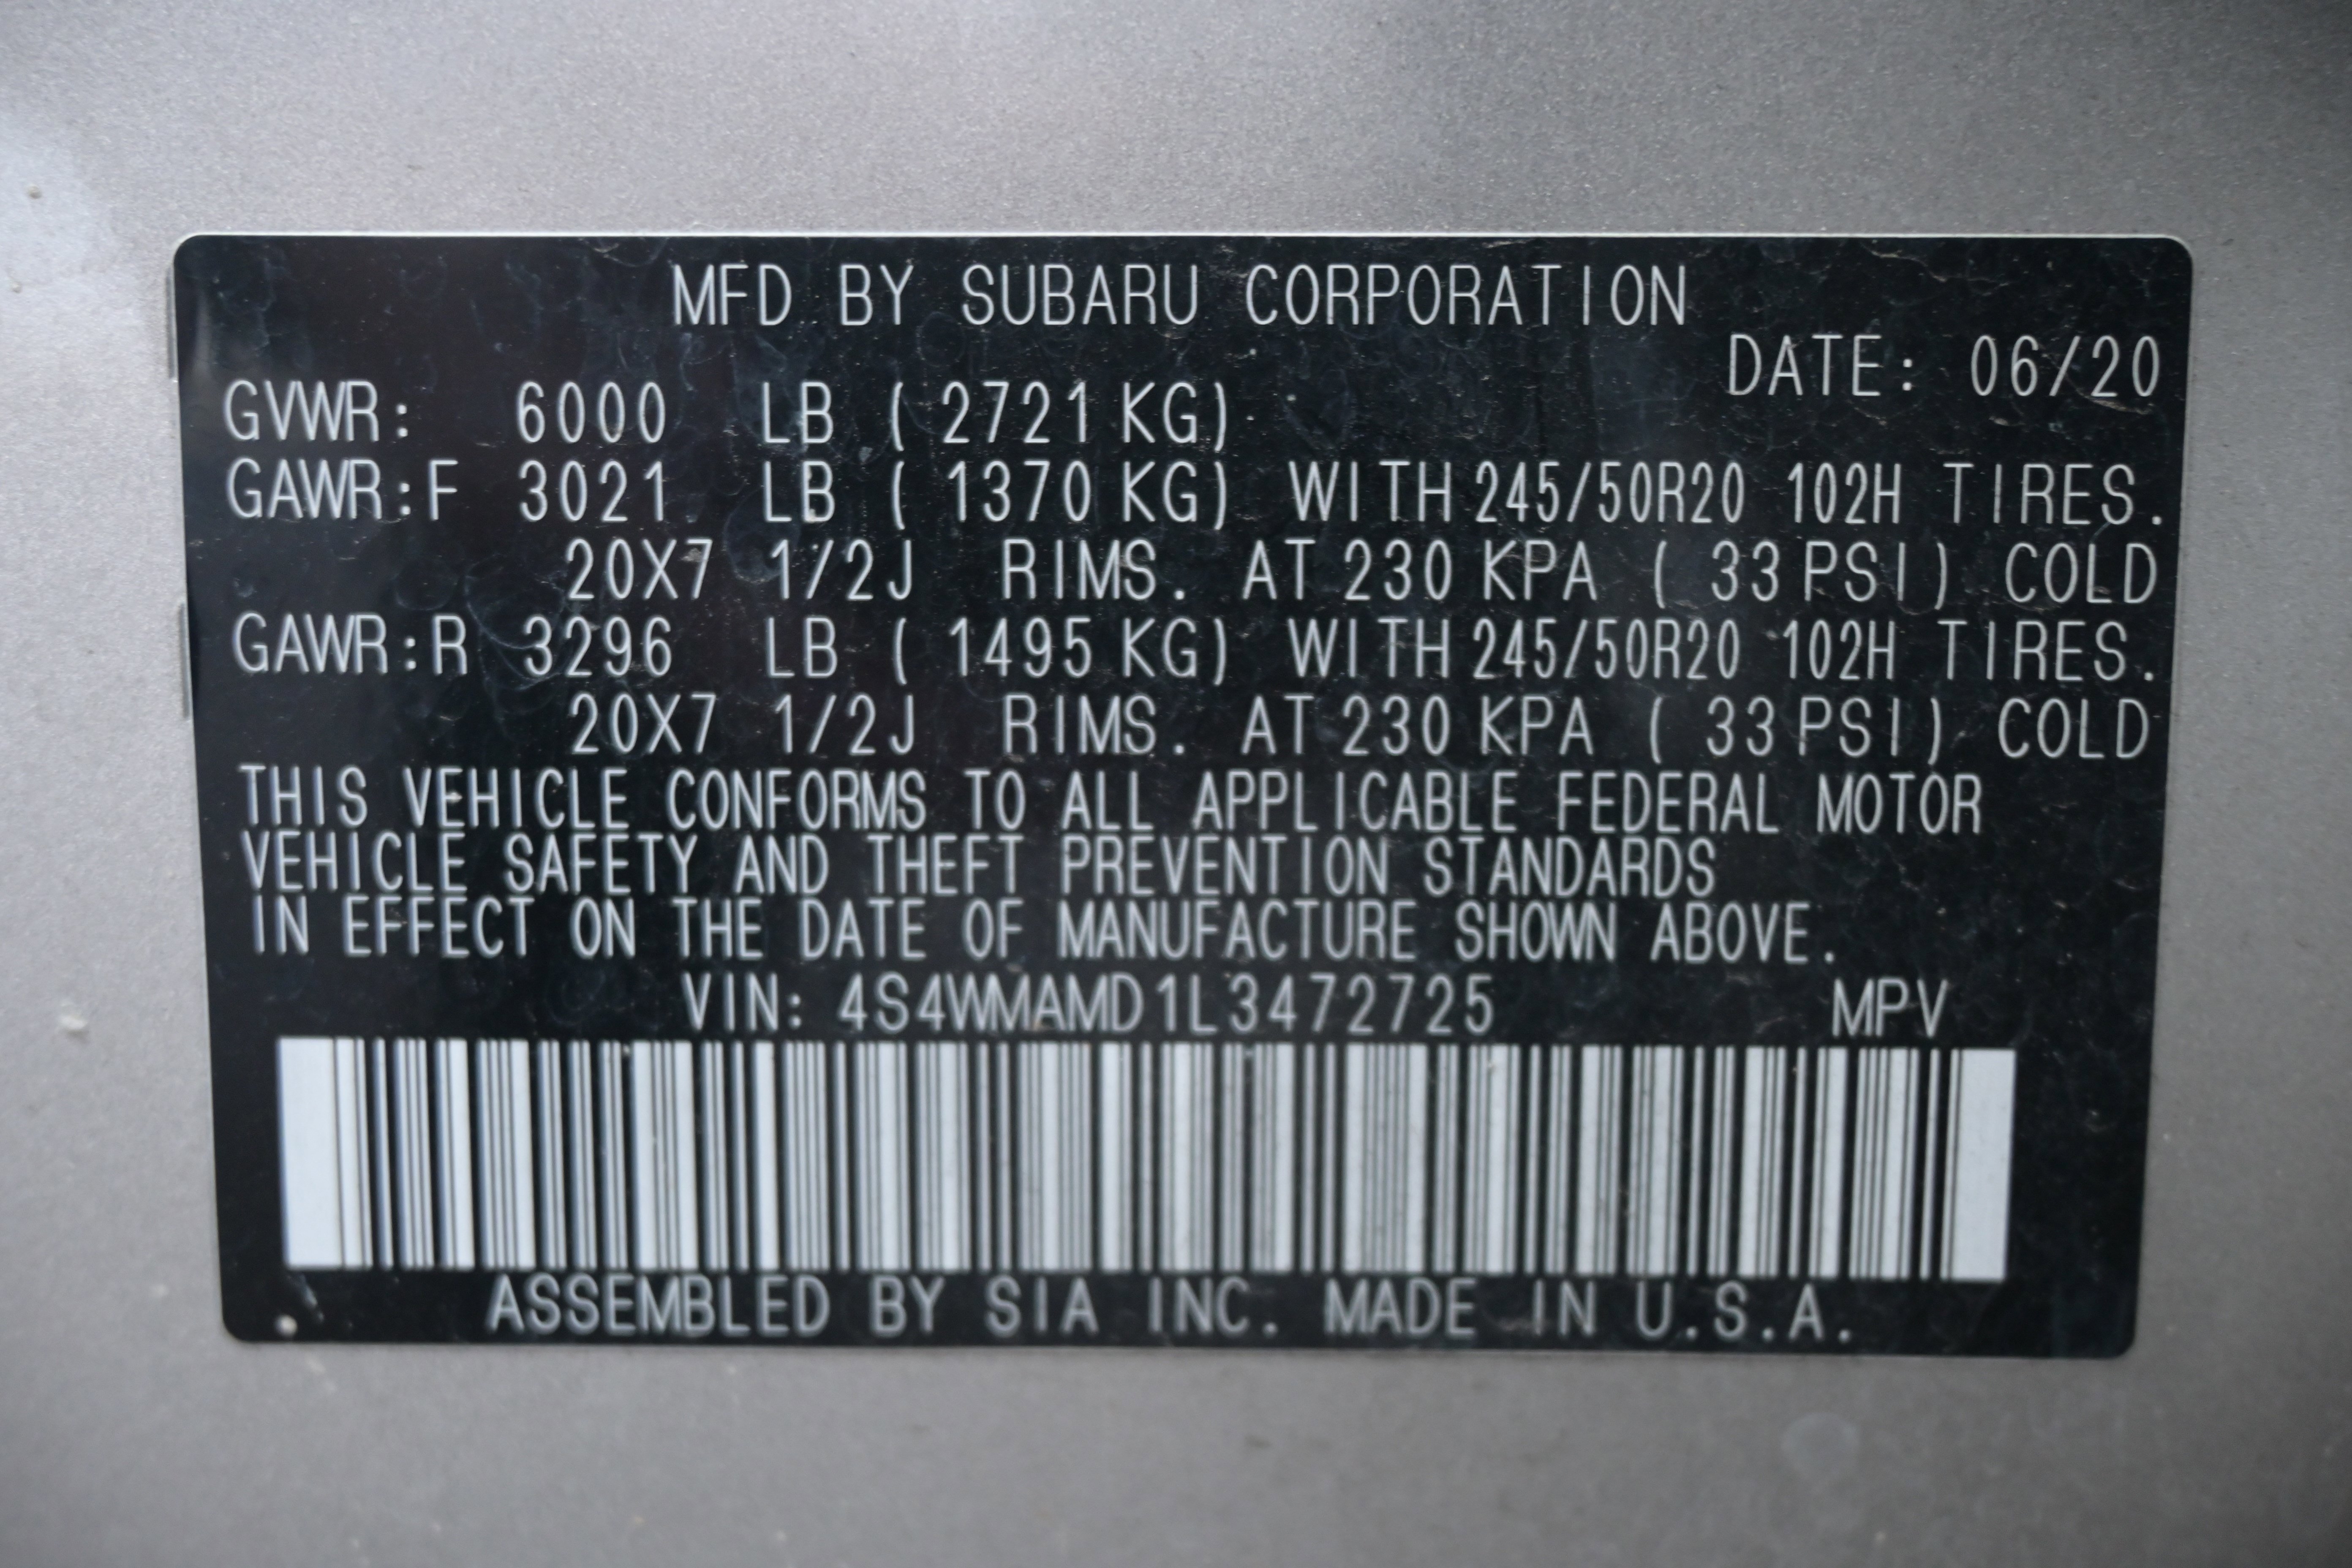 MFD BY SUBARU CORPORATION
DATE: 06/20
GVWR: 6000 LB ( 2721 KG)
GAWR:F 3021 LB ( 1370 KG) WITH 245/50R20 102H TIRES.
20X7 1/2J RIMS. AT 230 KPA ( 33 PSI) COLD
GAWR:R 3296 LB ( 1495 KG) WITH 245/50R20 102H TIRES.
20X7 1/2J RIMS. AT 230 KPA ( 33 PSI) COLD
THIS VEHICLE CONFORMS TO ALL APPLICABLE FEDERAL MOTOR
VEHICLE SAFETY AND THEFT PREVENTION STANDARDS
IN EFFECT ON THE DATE OF MANUFACTURE SHOWN ABOVE.
VIN: 4S4WMAMD1L3472725 MPV
ASSEMBLED BY SIA INC. MADE IN U.S.A.